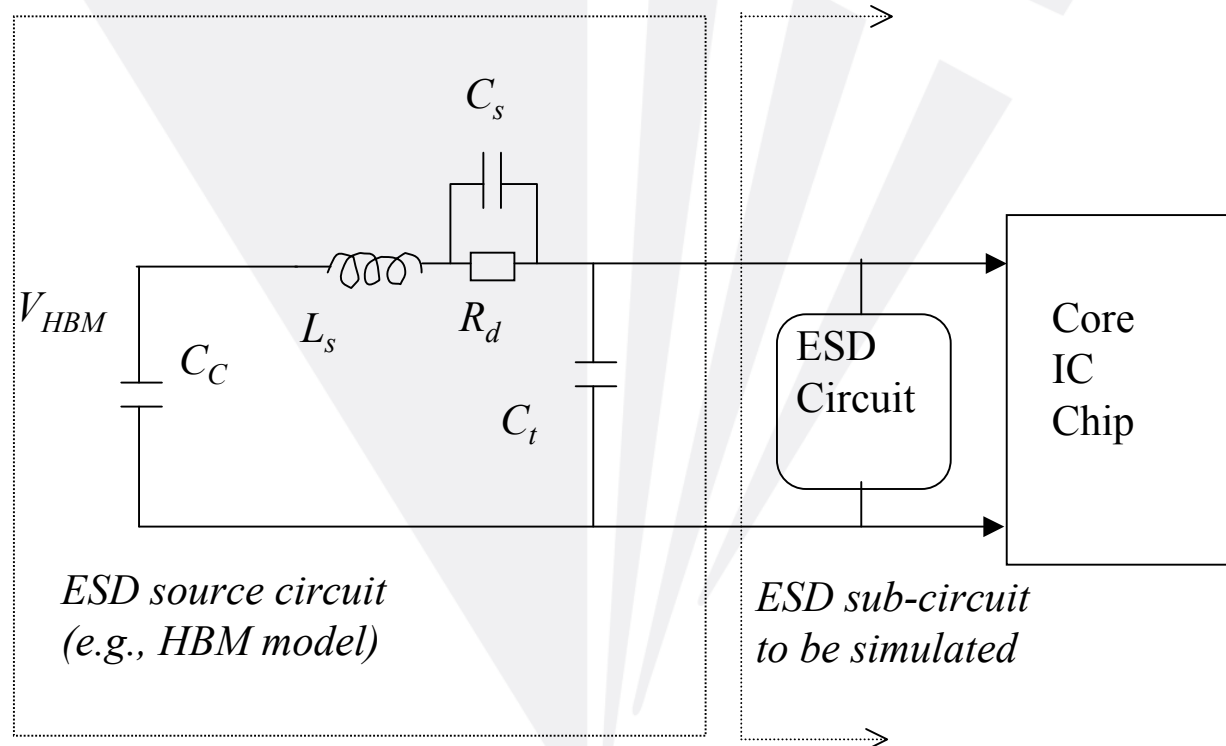 C_s
V_HBM
L_s
R_d
C_C
C_t
ESD
Circuit
Core
IC
Chip
ESD source circuit
(e.g., HBM model)
ESD sub-circuit
to be simulated